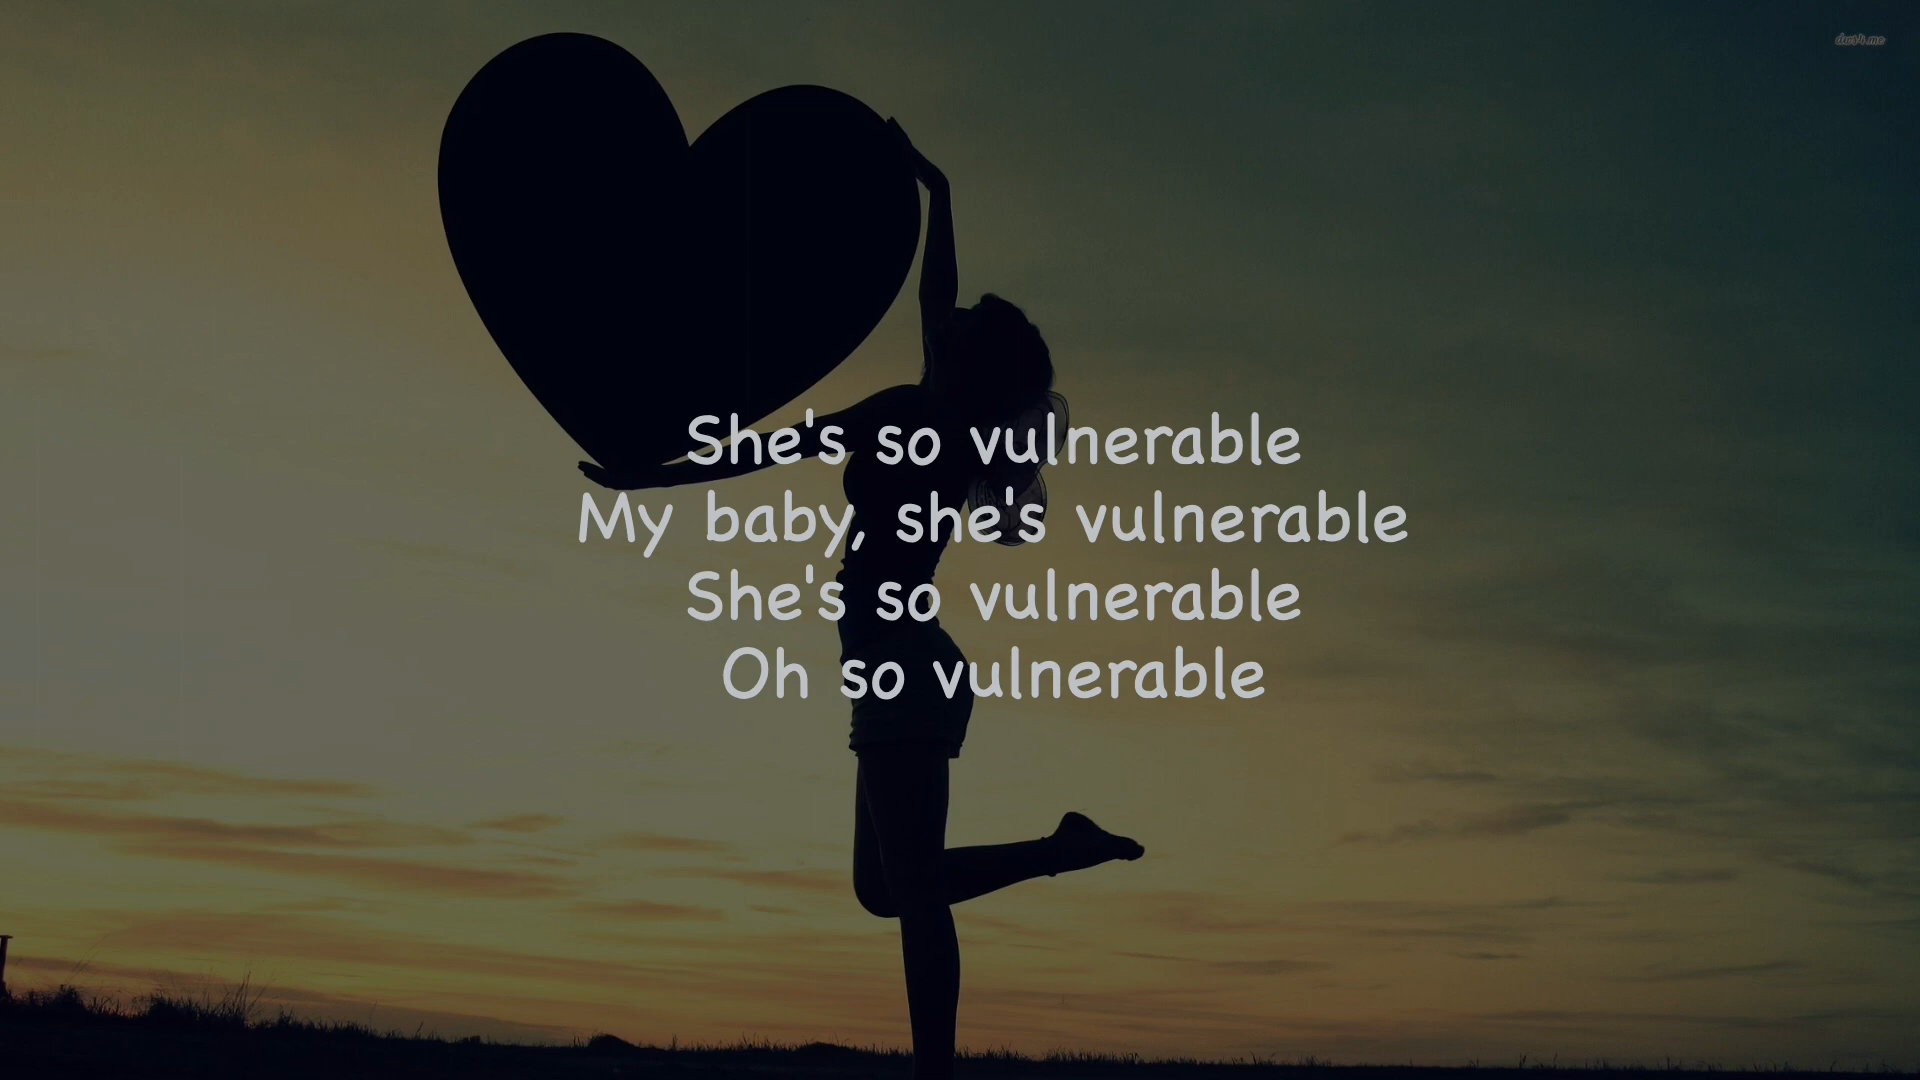 She's so vulnerable
My baby, she's vulnerable
She's so vulnerable
Oh so vulnerable